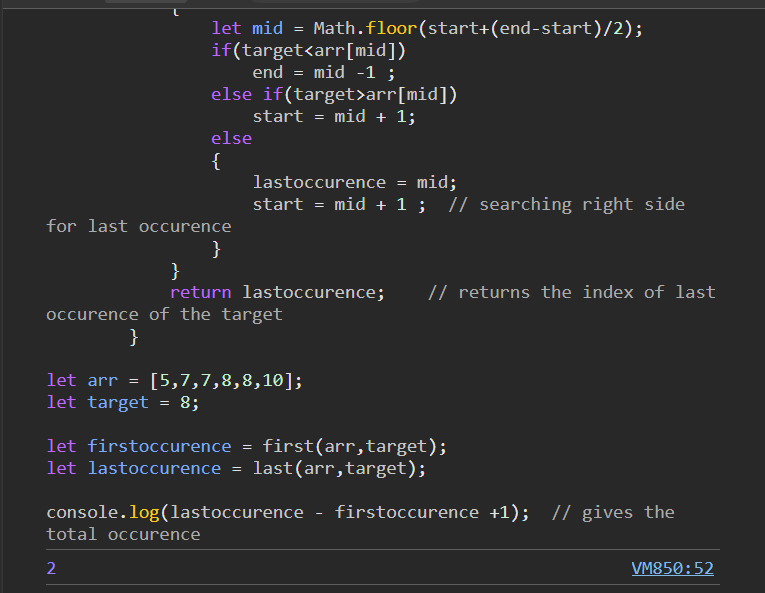 {
let mid = Math.floor(start+(end-start)/2);
if(target<arr[mid])
end = mid -1 ;
else if(target>arr[mid])
start = mid + 1;
else
{
lastoccurence = mid;
start = mid + 1 ;  // searching right side
for last occurence
}
}
return lastoccurence;    // returns the index of last
occurence of the target
}
let arr = [5,7,7,8,8,10];
let target = 8;
let firstoccurence = first(arr,target);
let lastoccurence = last(arr,target);
console.log(lastoccurence - firstoccurence +1);  // gives the
total occurence
2 VM850:52